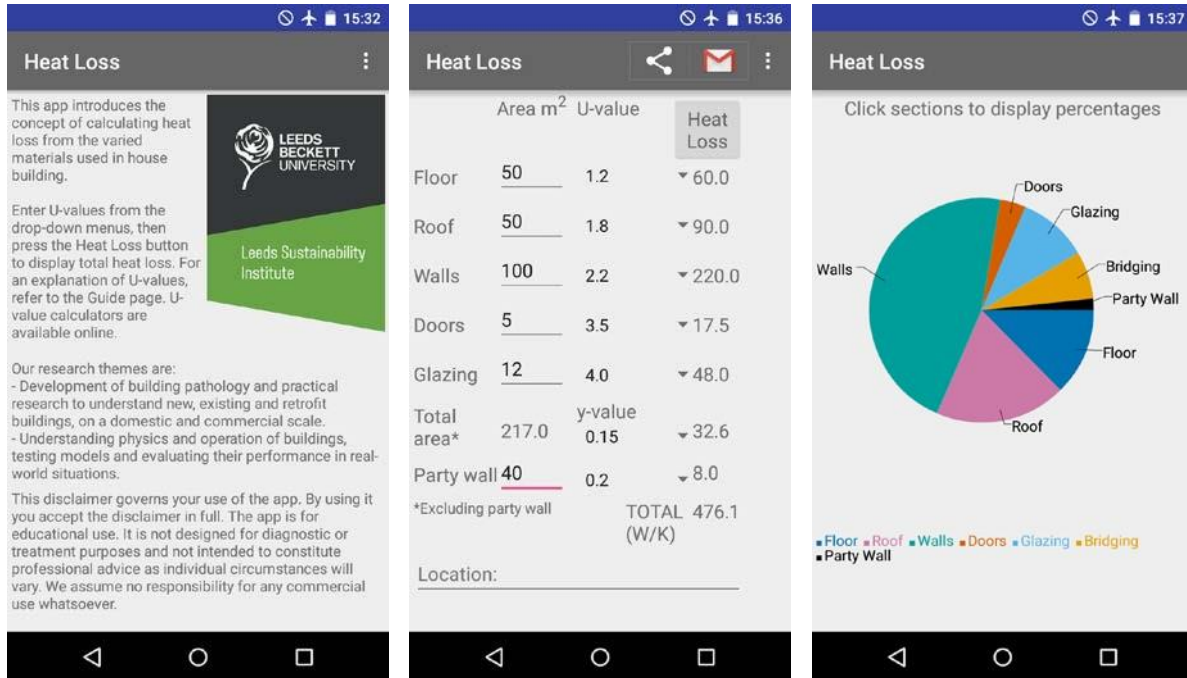 15:32
Heat Loss
This app introduces the
concept of calculating heat
loss from the varied
materials used in house
building.
Enter U-values from the
drop-down menus, then
press the Heat Loss button
to display total heat loss. For
an explanation of U-values,
refer to the Guide page. U-
value calculators are
available online.
LEEDS
BECKETT
UNIVERSITY
Leeds Sustainability
Institute
Our research themes are:
- Development of building pathology and practical
research to understand new, existing and retrofit
buildings, on a domestic and commercial scale.
- Understanding physics and operation of buildings,
testing models and evaluating their performance in real-
world situations.
This disclaimer governs your use of the app. By using it
you accept the disclaimer in full. The app is for
educational use. It is not designed for diagnostic or
treatment purposes and not intended to constitute
professional advice as individual circumstances will
vary. We assume no responsibility for any commercial
use whatsoever.
15:36
Heat Loss
Area m² U-value
Heat
Loss
Floor 50 1.2 60.0
Roof 50 1.8 90.0
Walls 100 2.2 220.0
Doors 5 3.5 17.5
Glazing 12 4.0 48.0
Total
area* 217.0
y-value
0.15 32.6
Party wall 40 0.2 8.0
*Excluding party wall
TOTAL 476.1
(W/K)
Location:
15:37
Heat Loss
Click sections to display percentages
Doors
Glazing
Walls
Bridging
Party Wall
Floor
Roof
Floor Roof Walls Doors Glazing Bridging
Party Wall